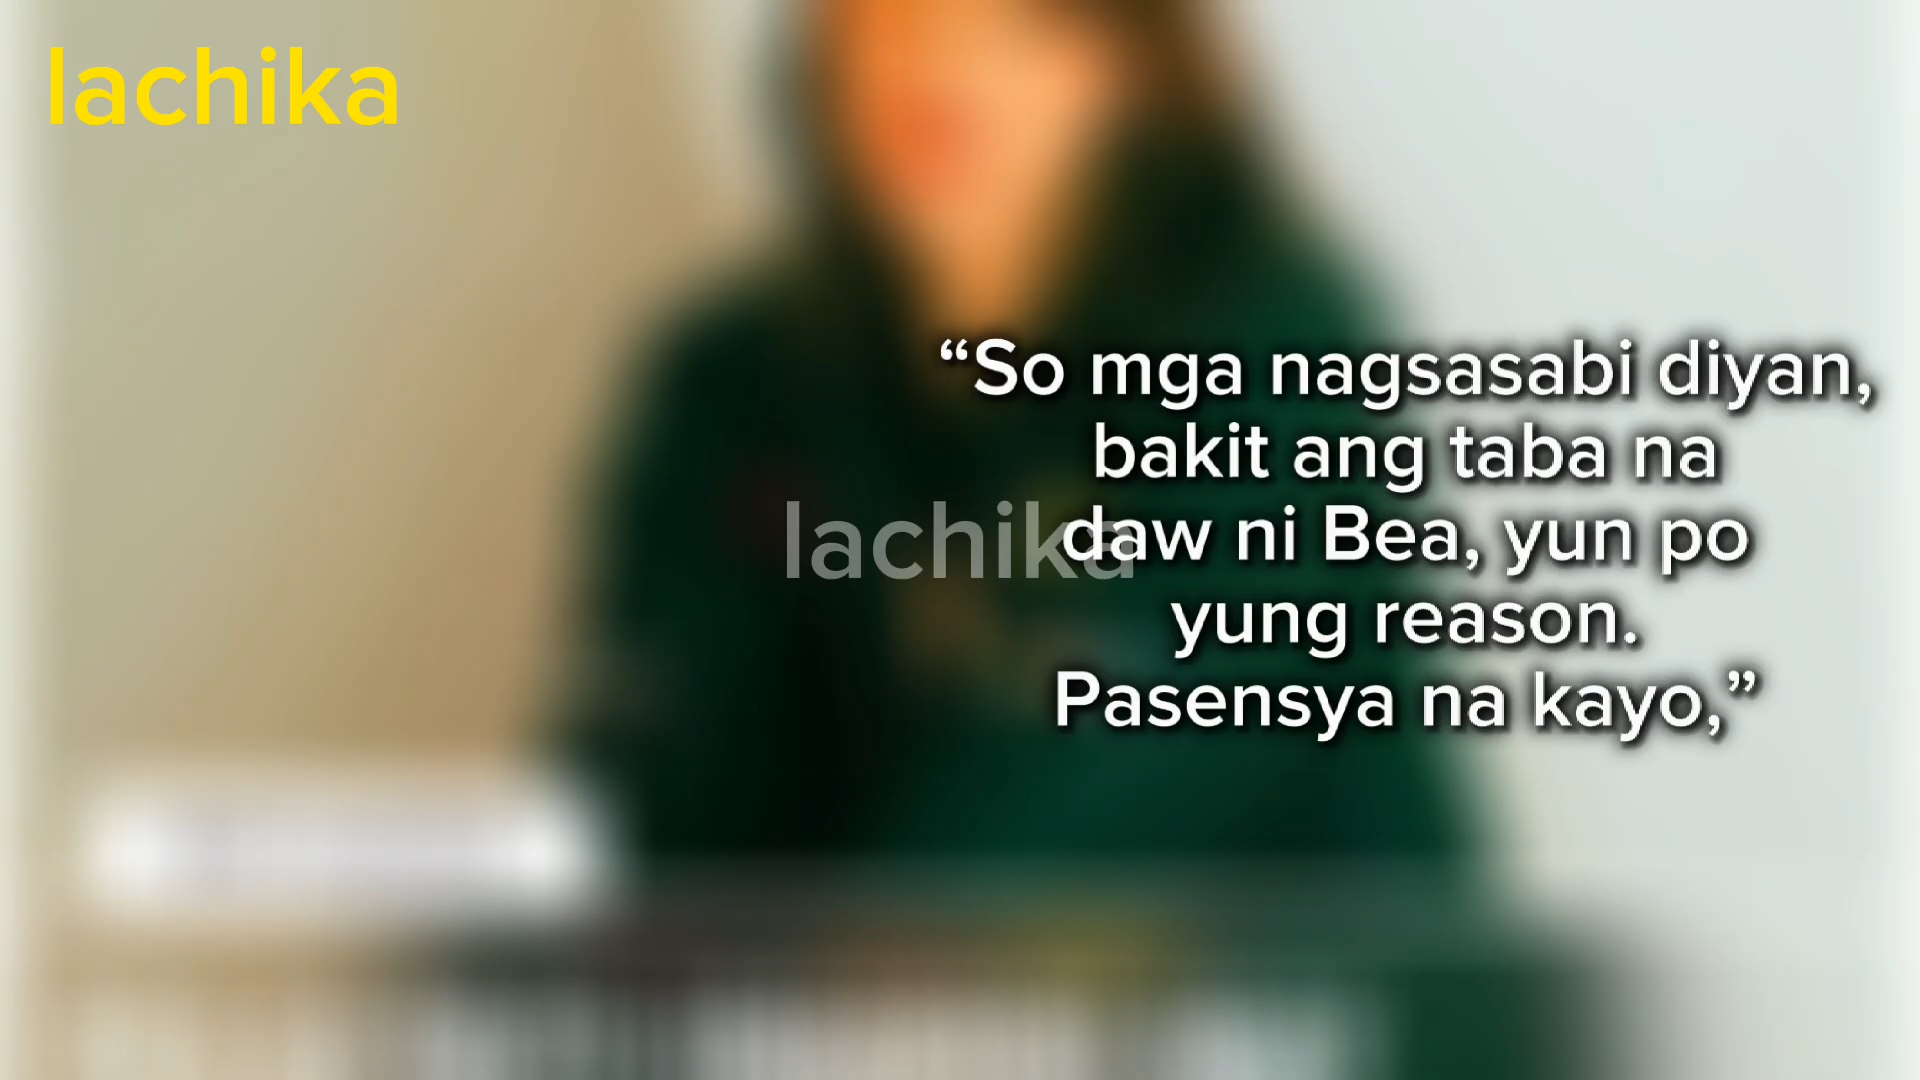 lachika
“So mga nagsasabi diyan,
bakit ang taba na
daw ni Bea, yun po
yung reason.
Pasensya na kayo,”
lachika